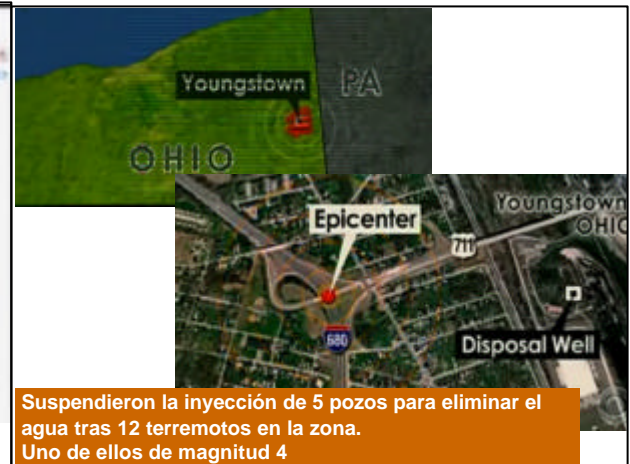 Youngstown
PA
OHIO
Epicenter
Youngstown
OHIO
711
680
Disposal Well
Suspendieron la inyección de 5 pozos para eliminar el
agua tras 12 terremotos en la zona.
Uno de ellos de magnitud 4